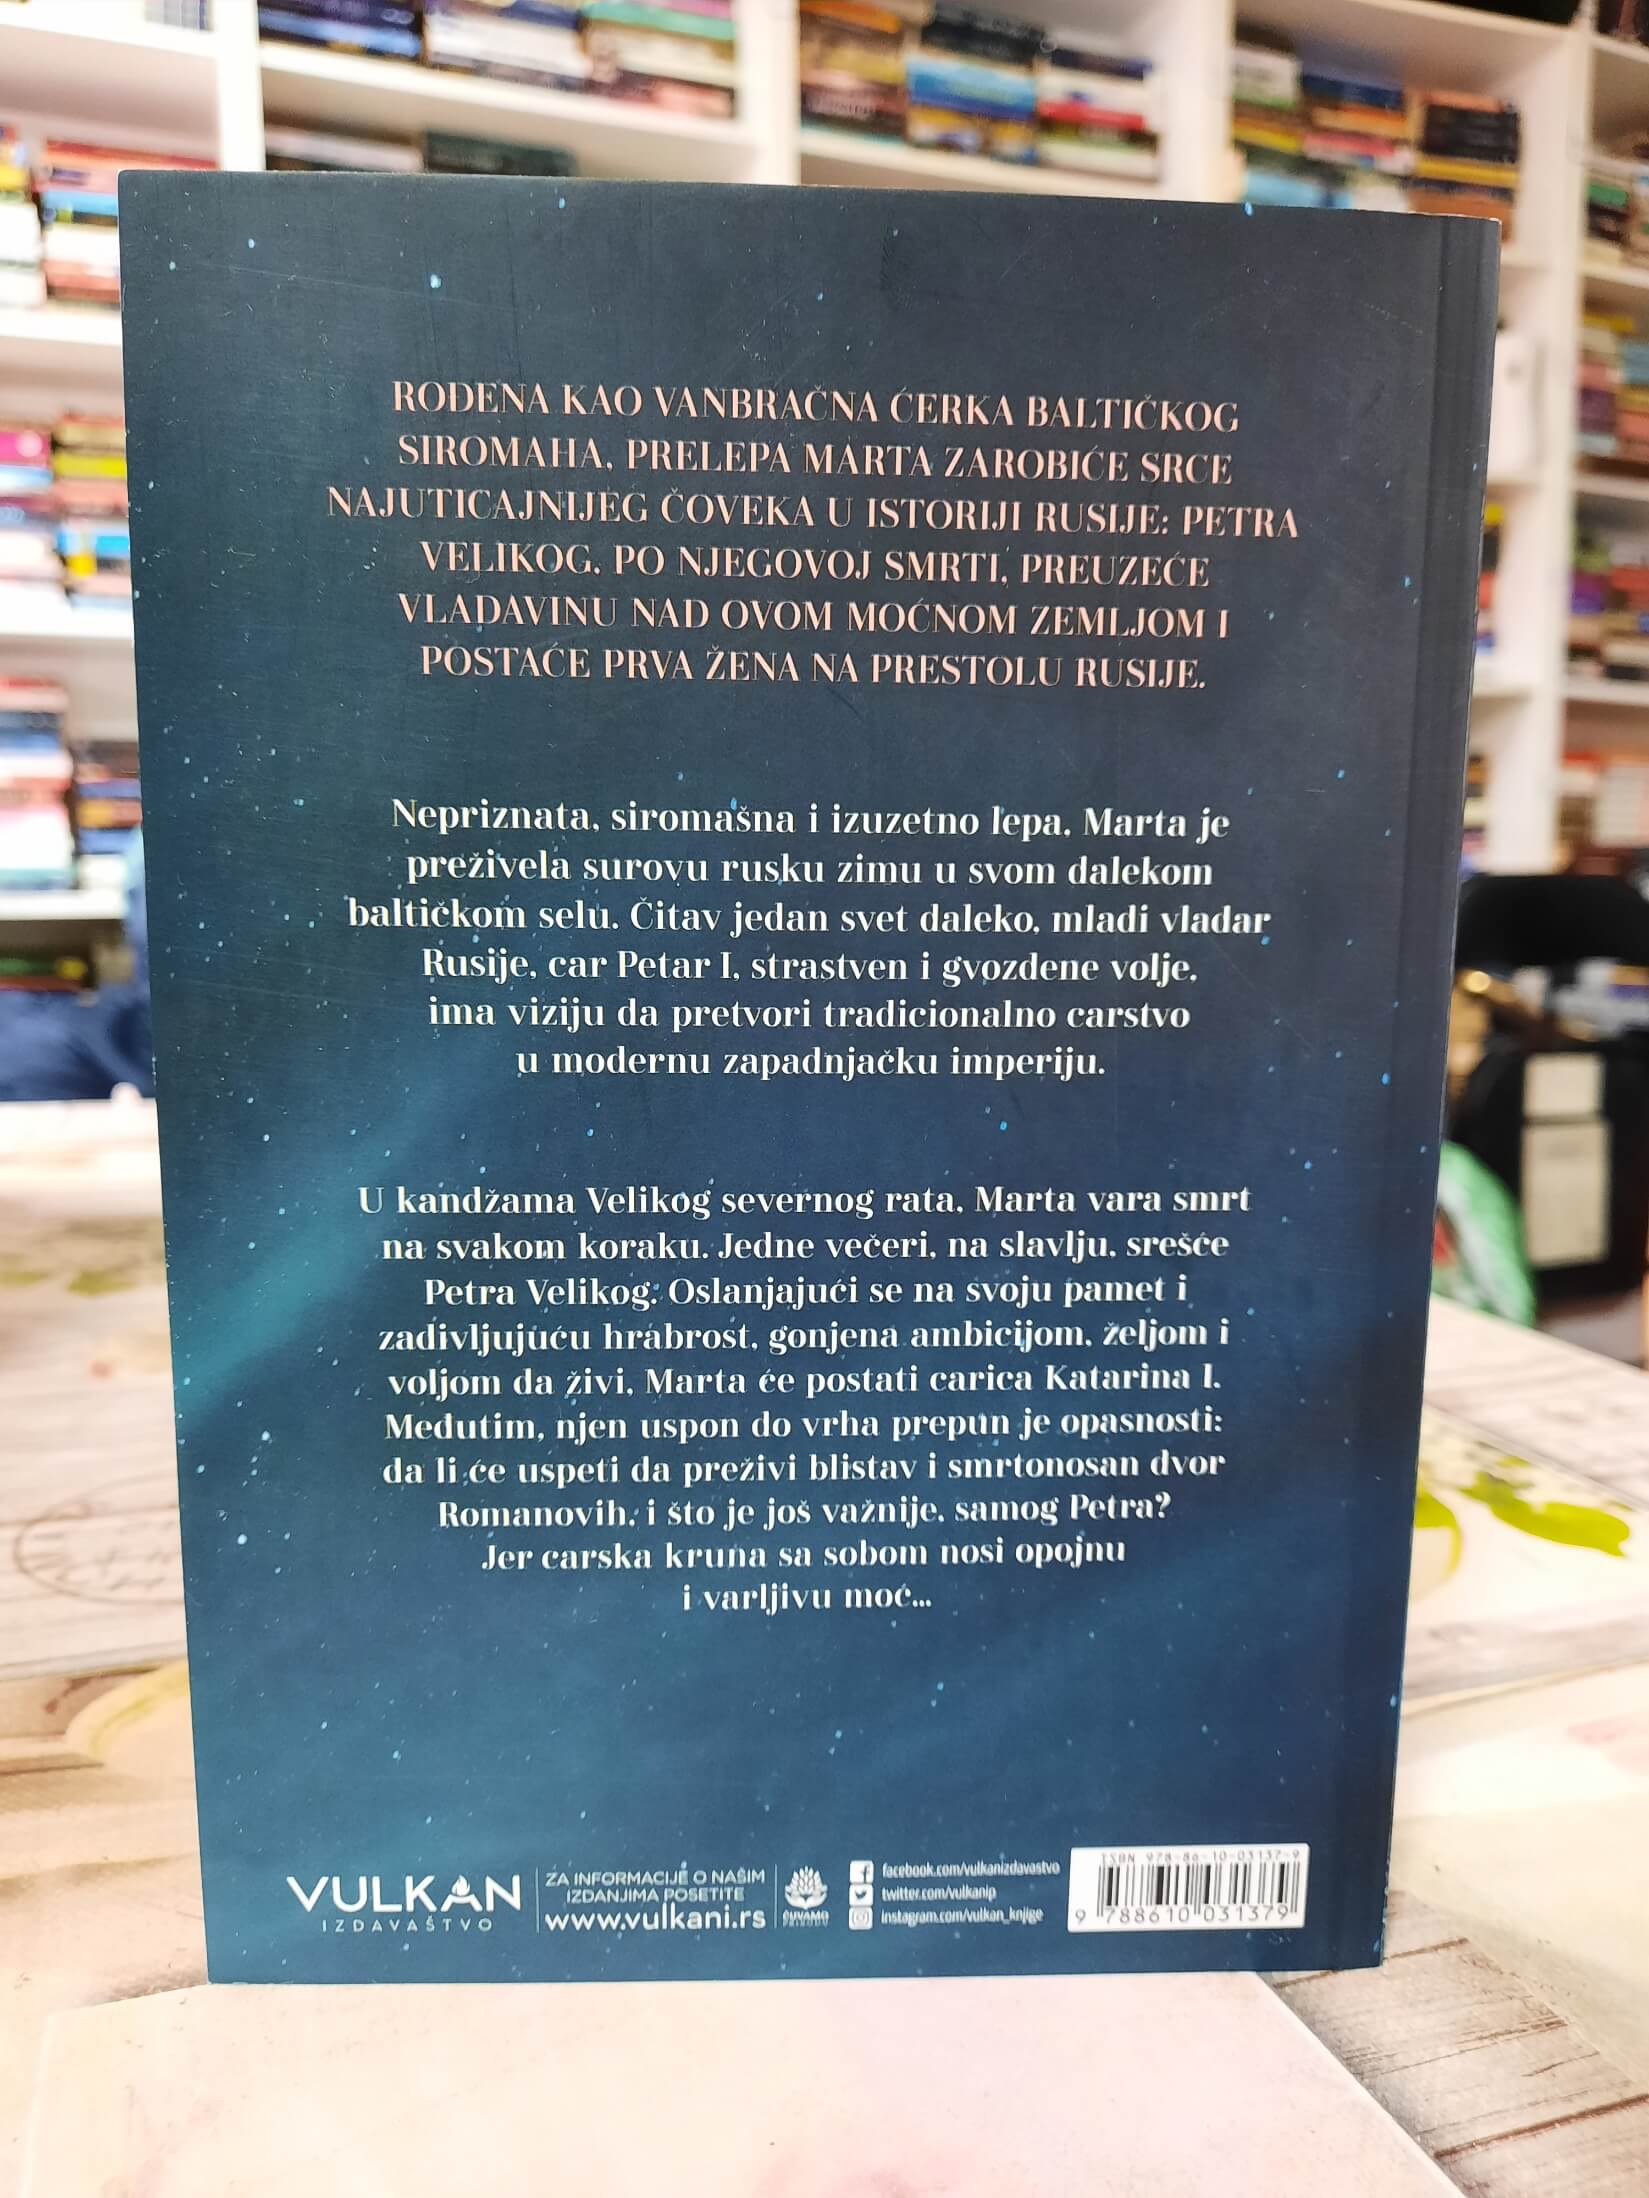 ROĐENA KAO VANBRAČNA ĆERKA BALTIČKOG
SIROMAHA, PRELEPA MARTA ZAROBIĆE SRCE
NAJUTICAJNIJEG ČOVEKA U ISTORIJI RUSIJE: PETRA
VELIKOG. PO NJEGOVOJ SMRTI, PREUZEĆE
VLADAVINU NAD OVOM MOĆNOM ZEMLJOM I
POSTAĆE PRVA ŽENA NA PRESTOLU RUSIJE.
Nepriznata, siromašna i izuzetno lepa, Marta je
preživela surovu rusku zimu u svom dalekom
baltičkom selu. Čitav jedan svet daleko, mladi vladar
Rusije, car Petar I, strastven i gvozdene volje,
ima viziju da pretvori tradicionalno carstvo
u modernu zapadnjačku imperiju.
U kandžama Velikog severnog rata, Marta vara smrt
na svakom koraku. Jedne večeri, na slavlju, srešće
Petra Velikog. Oslanjajući se na svoju pamet i
zadivljujuću hrabrost, gonjena ambicijom, željom i
voljom da živi, Marta će postati carica Katarina I.
Međutim, njen uspon do vrha prepun je opasnosti:
da li će uspeti da preživi blistav i smrtonosan dvor
Romanovih, i što je još važnije, samog Petra?
Jer carska kruna sa sobom nosi opojnu
i varljivu moć...
VULKAN
IZDAVAŠTVO
ZA INFORMACIJE O NAŠIM
IZDANJIMA POSETITE
www.vulkani.rs
ČUVAMO
facebook.com/vulkanizdavastvo
twitter.com/vulkanip
instagram.com/vulkan_knjige
ISBN 978-86-10-03137-9
9 788610 031379